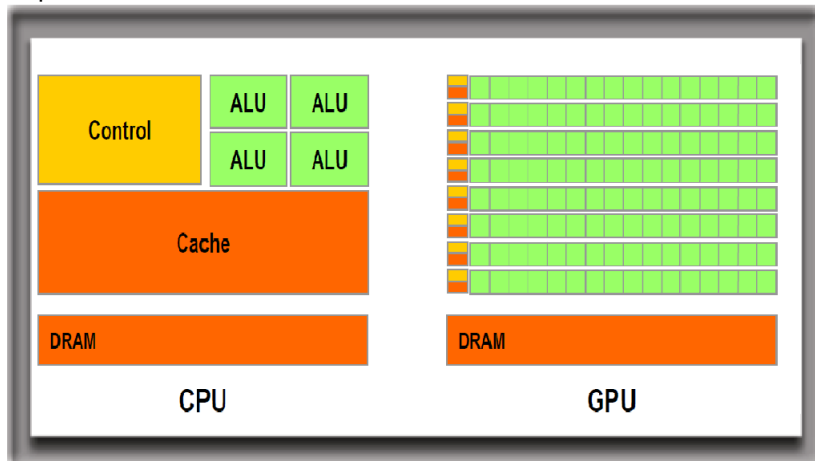 Control
ALU ALU
ALU ALU
Cache
DRAM
CPU
DRAM
GPU